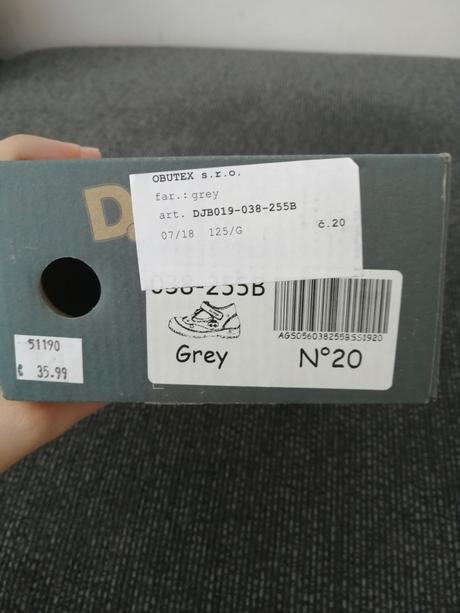 OBUTEX s.r.o.
far.: grey
art. DJB019-038-255B
07/18 125/G č.20
D.
038-255B
AGS056038255BSS1920
Grey N°20
51190
€ 35.99